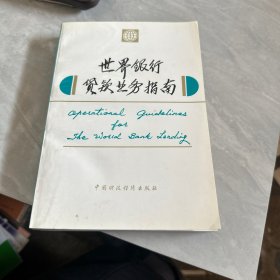 世界银行
贷款业务指南
Operational Guidelines
for
The World Bank Lending
中国财政经济出版社